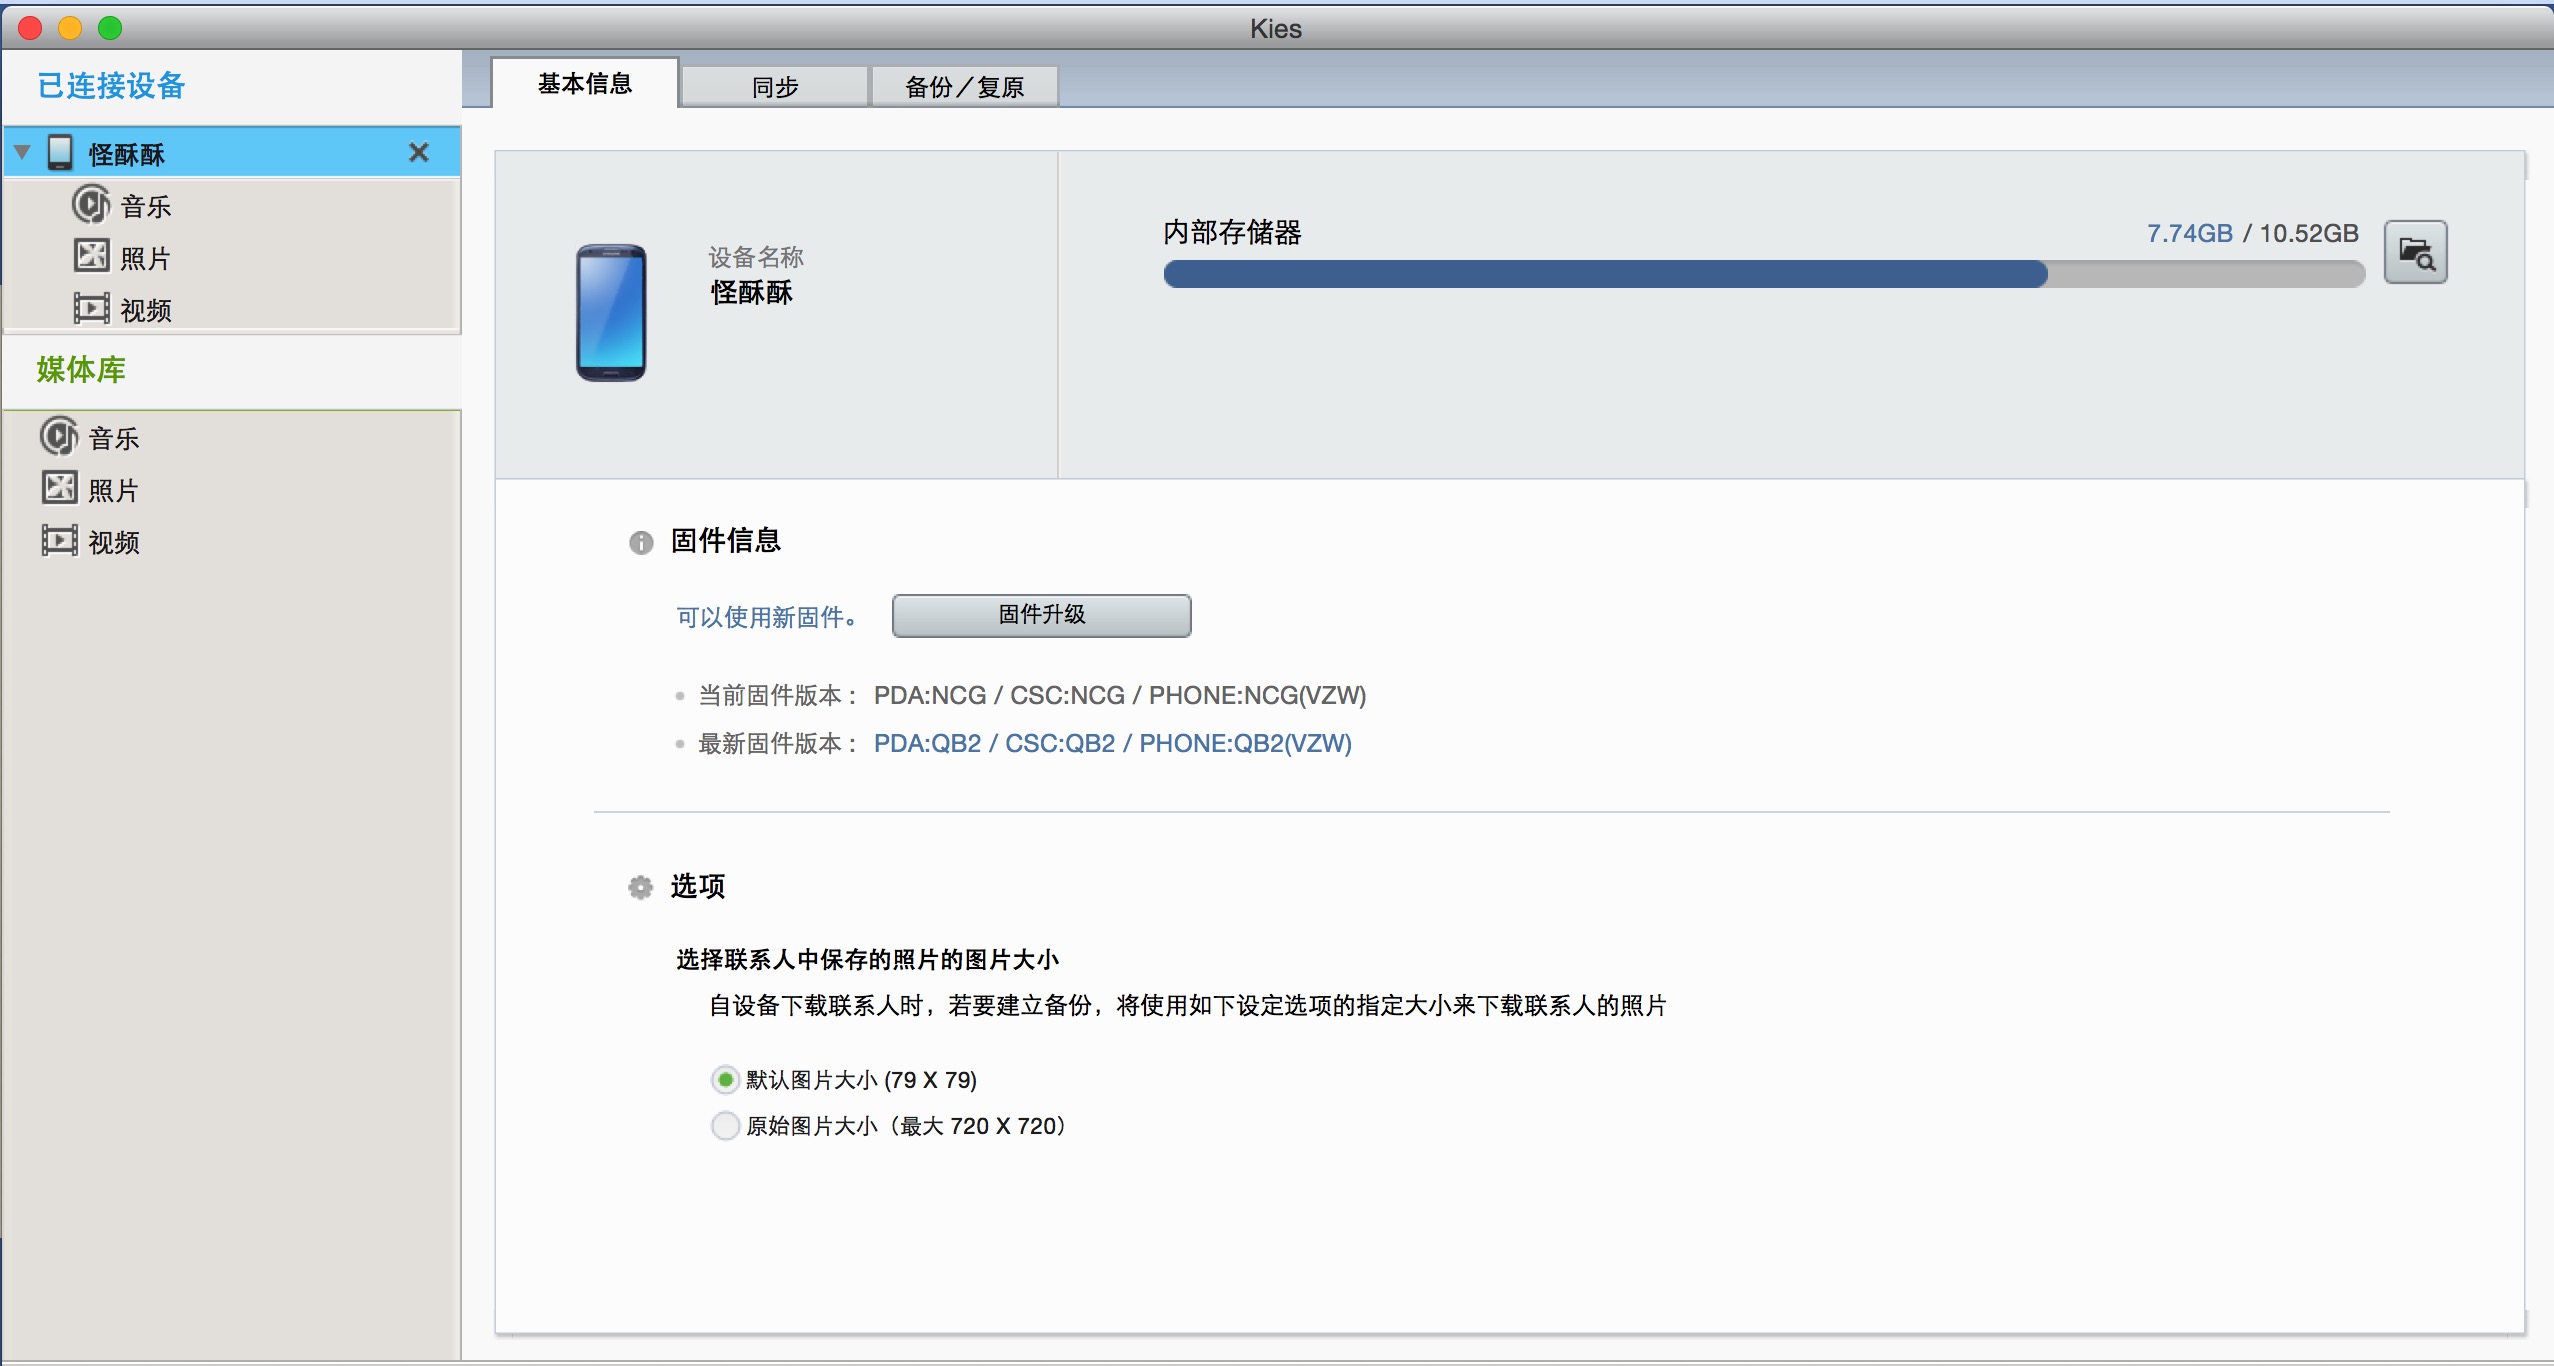 Kies
已连接设备
怪酥酥
音乐
照片
视频
媒体库
音乐
照片
视频
基本信息
同步
备份／复原
设备名称
怪酥酥
内部存储器
7.74GB / 10.52GB
固件信息
可以使用新固件。
固件升级
当前固件版本： PDA:NCG / CSC:NCG / PHONE:NCG(VZW)
最新固件版本： PDA:QB2 / CSC:QB2 / PHONE:QB2(VZW)
选项
选择联系人中保存的照片的图片大小
自设备下载联系人时，若要建立备份，将使用如下设定选项的指定大小来下载联系人的照片
默认图片大小 (79 X 79)
原始图片大小（最大 720 X 720）